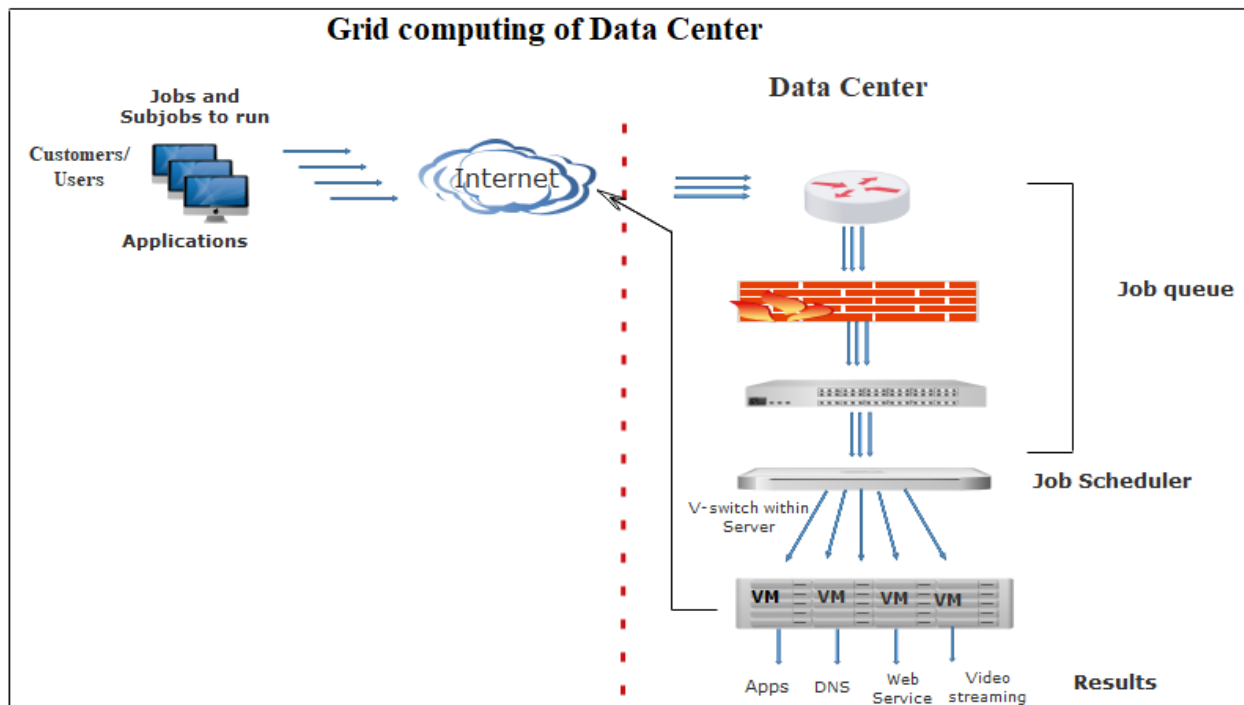 Grid computing of Data Center
Data Center
Jobs and
Subjobs to run
Customers/
Users
Applications
Internet
Job queue
Job Scheduler
V-switch within
Server
VM
VM
VM
VM
Apps
DNS
Web
Service
Video
streaming
Results